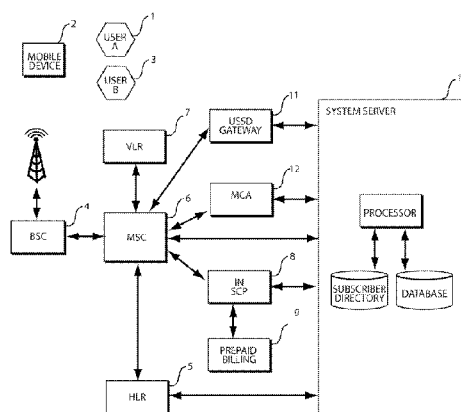 2
MOBILE
DEVICE
USER
A
1
USER
B
3
7
VLR
11
USSD
GATEWAY
SYSTEM SERVER
4
BSC
6
MSC
12
MCA
PROCESSOR
8
IN
SCP
SUBSCRIBER
DIRECTORY
DATABASE
9
PREPAID
BILLING
5
HLR